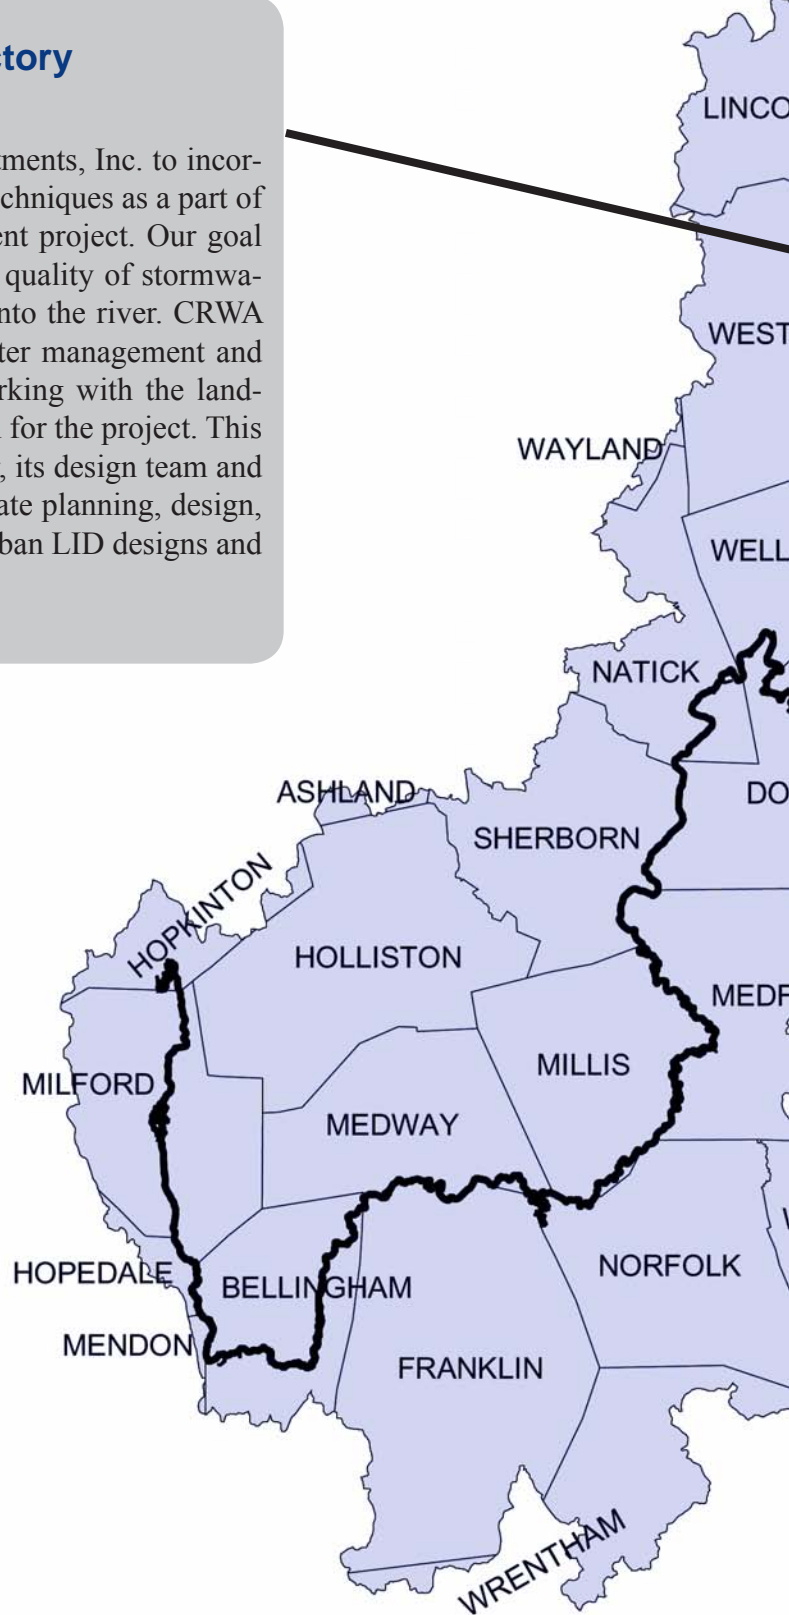 ctory
tments, Inc. to incor-
echniques as a part of
ent project. Our goal
quality of stormwa-
nto the river. CRWA
ter management and
rking with the land-
for the project. This
, its design team and
ate planning, design,
ban LID designs and
LINCO
WEST
WAYLAND
WELL
NATICK
ASHLAND
DO
SHERBORN
HOPKINTON
HOLLISTON
MEDF
MILLIS
MILFORD
MEDWAY
NORFOLK
HOPEDALE
BELLINGHAM
MENDON
FRANKLIN
WRENTHAM